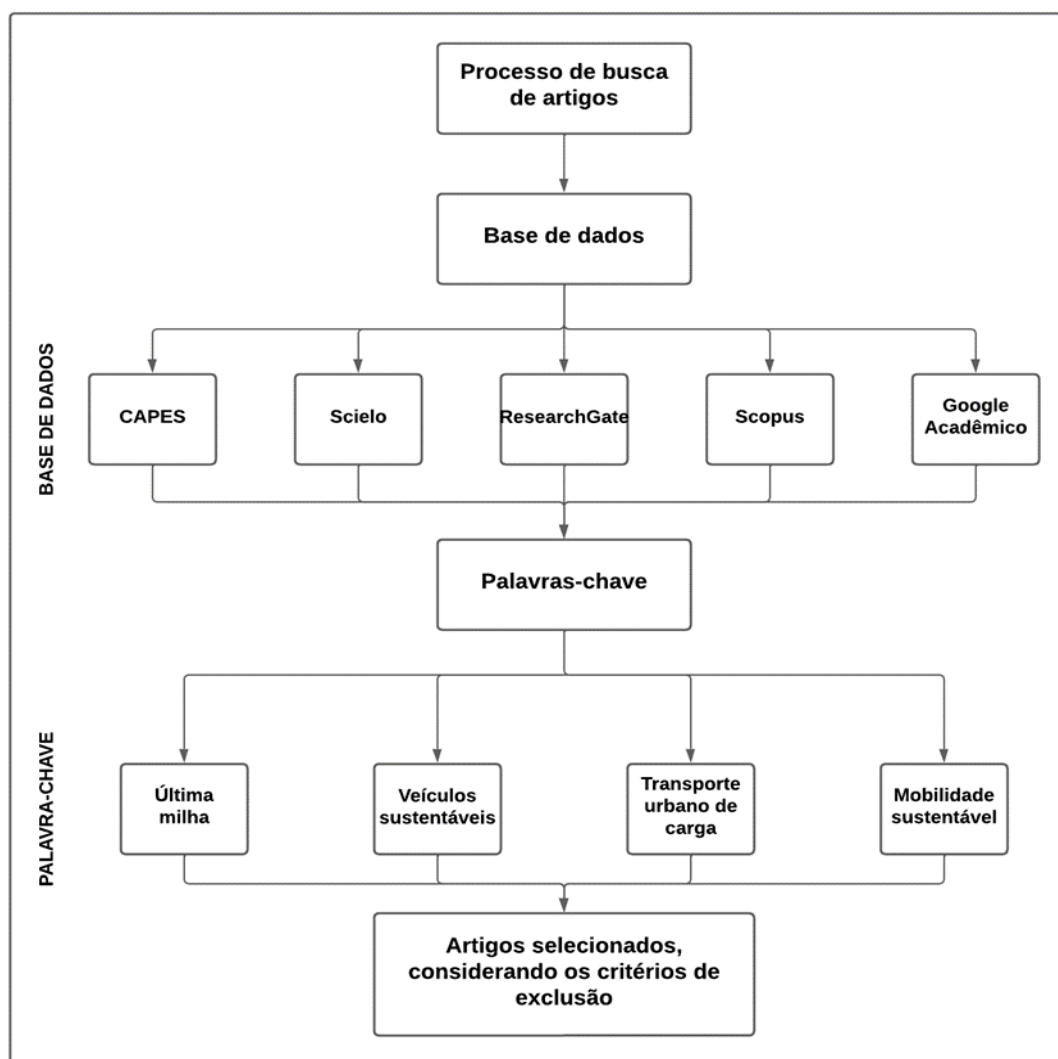 Processo de busca
de artigos
Base de dados
BASE DE DADOS
CAPES
Scielo
ResearchGate
Scopus
Google
Acadêmico
Palavras-chave
PALAVRA-CHAVE
Última
milha
Veículos
sustentáveis
Transporte
urbano de
carga
Mobilidade
sustentável
Artigos selecionados,
considerando os critérios de
exclusão